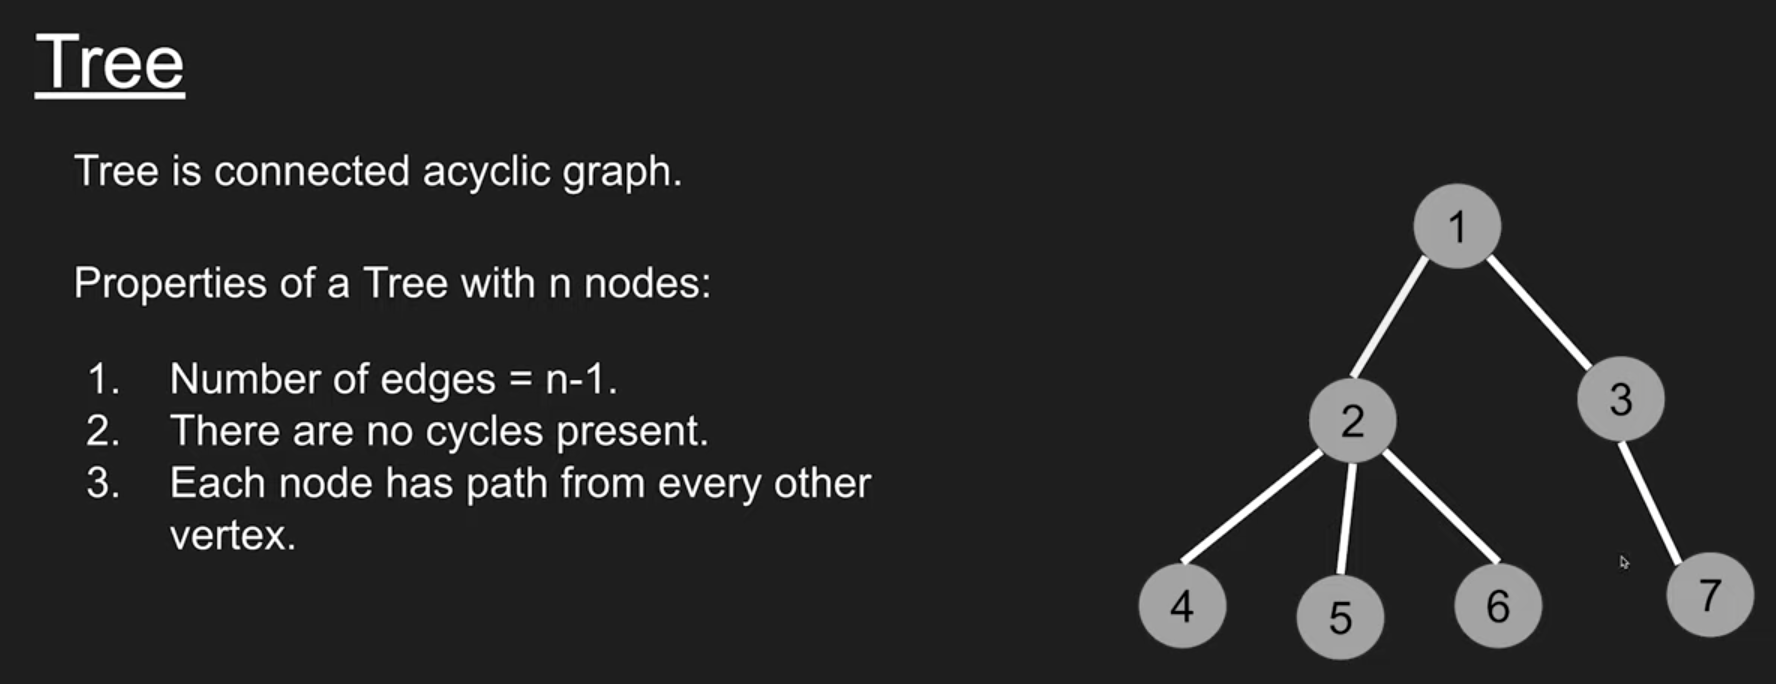 Tree
Tree is connected acyclic graph.
Properties of a Tree with n nodes:
1. Number of edges = n-1.
2. There are no cycles present.
3. Each node has path from every other
vertex.
1
2
3
4
5
6
7